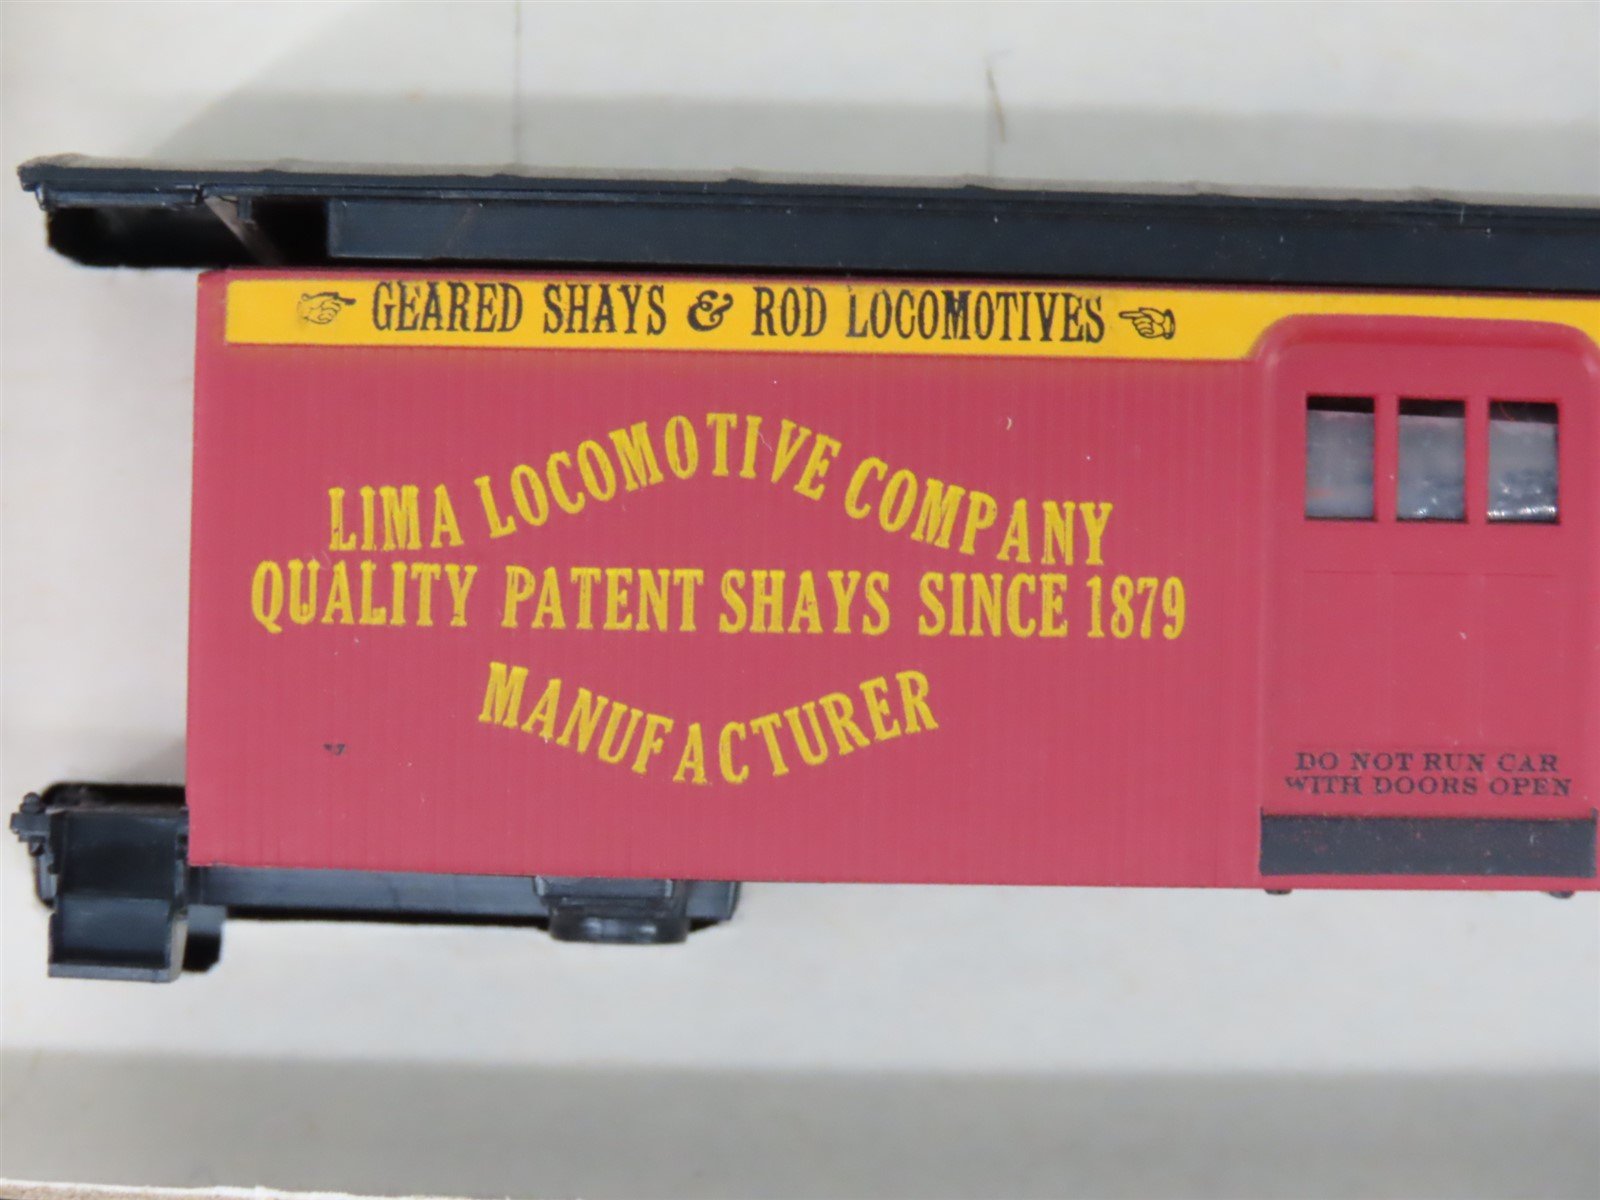 GEARED SHAYS & ROD LOCOMOTIVES
LIMA LOCOMOTIVE COMPANY
QUALITY PATENT SHAYS SINCE 1879
MANUFACTURER
DO NOT RUN CAR
WITH DOORS OPEN